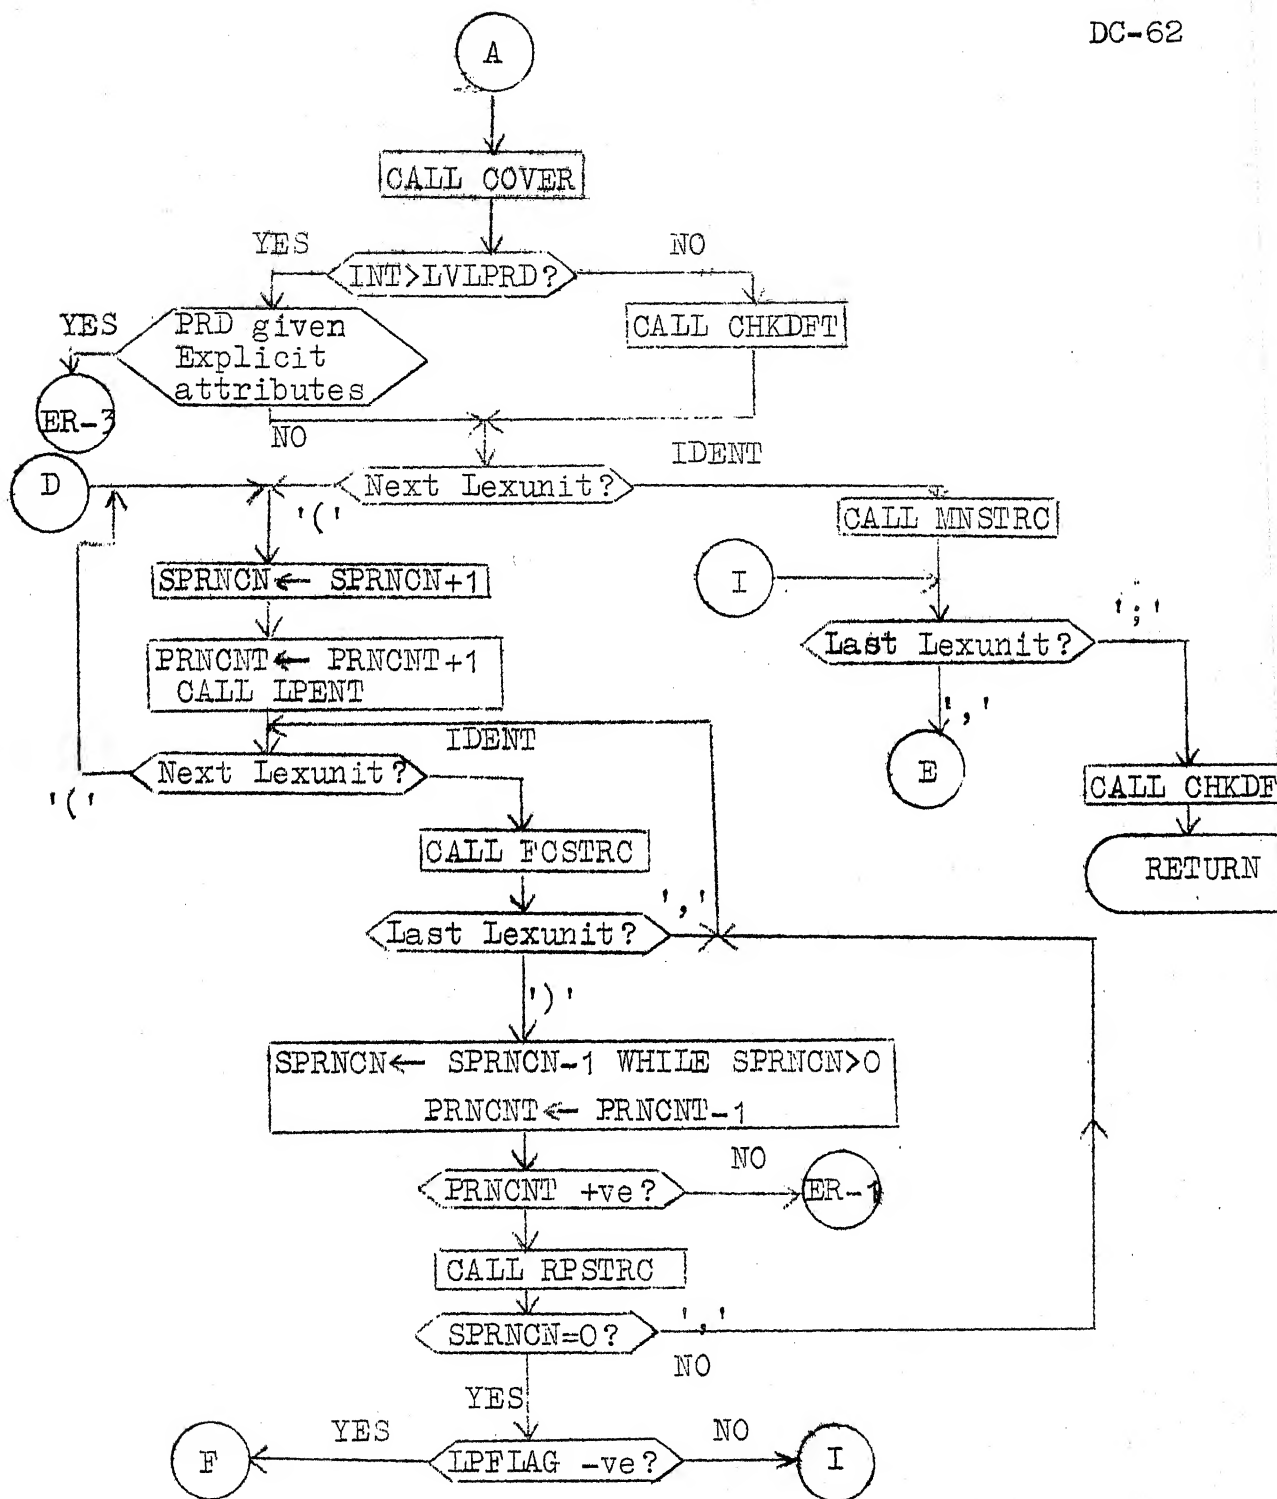 DC-62
A
CALL COVER
YES
NO
INT>LVLPRD?
YES
PRD given
Explicit
attributes
CALL CHKDFT
ER-3
NO
IDENT
D
Next Lexunit?
'('
CALL MNSTRC
I
SPRNCN← SPRNCN+1
';'
Last Lexunit?
PRNCNT← PRNCNT+1
CALL LPENT
','
IDENT
Next Lexunit?
'('
E
CALL CHKDF
CALL FCSTRC
RETURN
','
Last Lexunit?
')'
SPRNCN← SPRNCN-1 WHILE SPRNCN>0
PRNCNT← PRNCNT-1
NO
PRNCNT +ve?
ER-1
CALL RPSTRC
','
SPRNCN=0?
NO
YES
YES
NO
F
LPFLAG -ve?
I